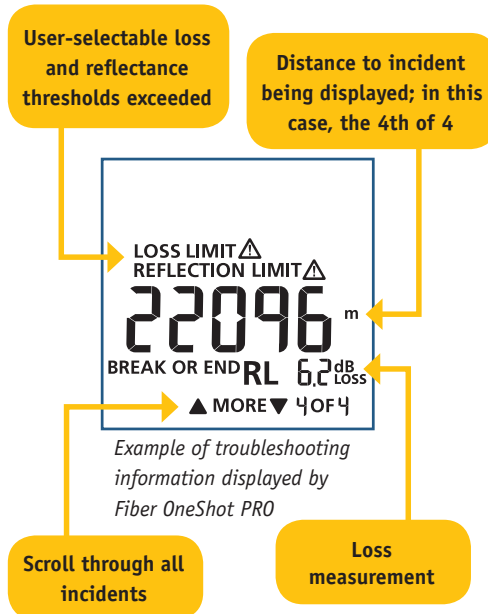 User-selectable loss
and reflectance
thresholds exceeded
Distance to incident
being displayed; in this
case, the 4th of 4
LOSS LIMIT⚠
REFLECTION LIMIT⚠
22096 m
BREAK OR END RL 6.2 dB LOSS
▲ MORE ▼ 4 OF 4
Example of troubleshooting
information displayed by
Fiber OneShot PRO
Scroll through all
incidents
Loss
measurement